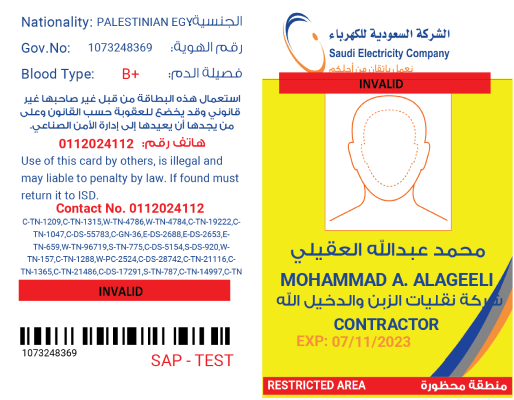 Nationality: PALESTINIAN EGY الجنسية
Gov.No: 1073248369 رقم الهوية:
Blood Type: B+ فصيلة الدم:
استعمال هذه البطاقة من قبل غير صاحبها غير
قانوني وقد يخضع للعقوبة حسب القانون وعلى
من يجدها أن يعيدها إلى إدارة الأمن الصناعي.
هاتف رقم: 0112024112
Use of this card by others, is illegal and
may liable to penalty by law. If found must
return it to ISD.
Contact No. 0112024112
C-TN-1209,C-TN-1315,W-TN-4786,W-TN-4784,C-TN-19222,C-
TN-1047,C-DS-55783,C-GN-36,E-DS-2688,E-DS-2653,E-
TN-659,W-TN-96719,S-TN-775,C-DS-5154,S-DS-920,W-
TN-157,C-TN-1288,W-PC-2524,C-DS-28742,C-TN-21116,C-
TN-1365,C-TN-21486,C-DS-17291,S-TN-787,C-TN-14997,C-TN
INVALID
1073248369
SAP - TEST
الشركة السعودية للكهرباء
Saudi Electricity Company
نعمل باتقان من أجلكم
INVALID
محمد عبدالله العقيلي
MOHAMMAD A. ALAGEELI
شركة نقليات الزبن والدخيل الله
CONTRACTOR
EXP: 07/11/2023
RESTRICTED AREA منطقة محظورة